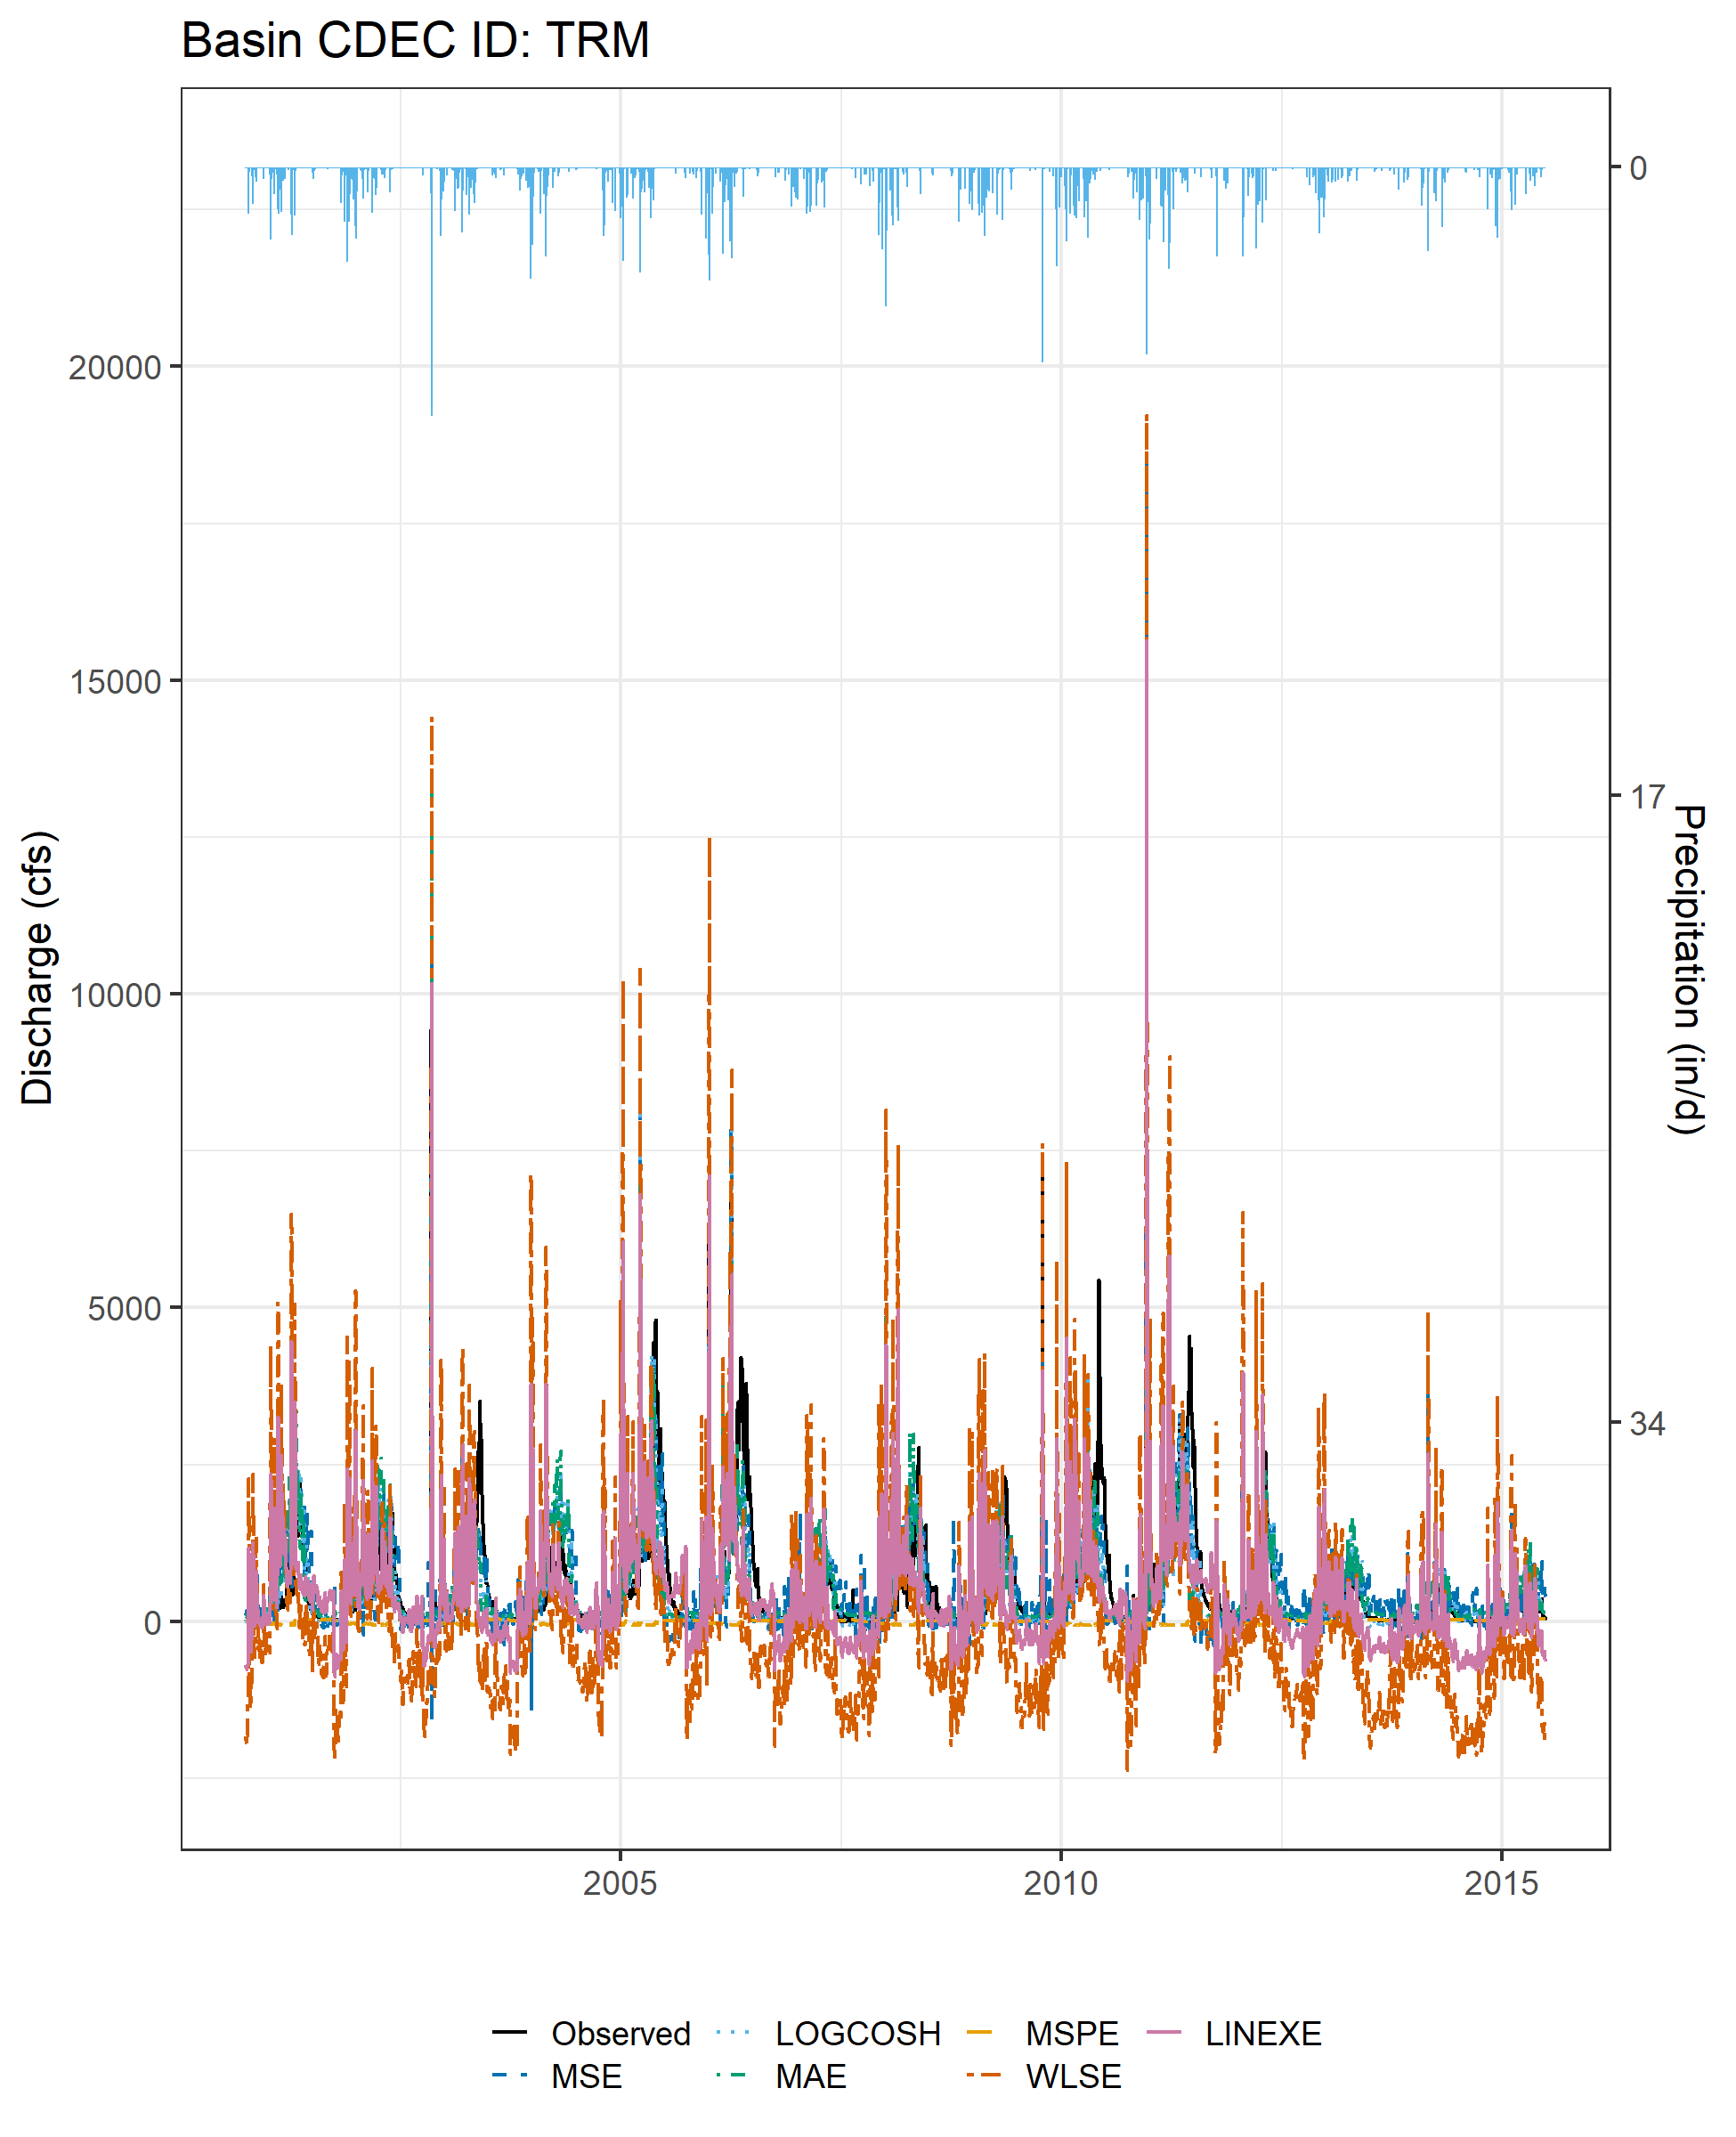 Basin CDEC ID: TRM
0
20000
15000
17
10000
5000
34
0
Discharge (cfs)
Precipitation (in/d)
2005 2010 2015
Observed LOGCOSH MSPE LINEXE
MSE MAE WLSE